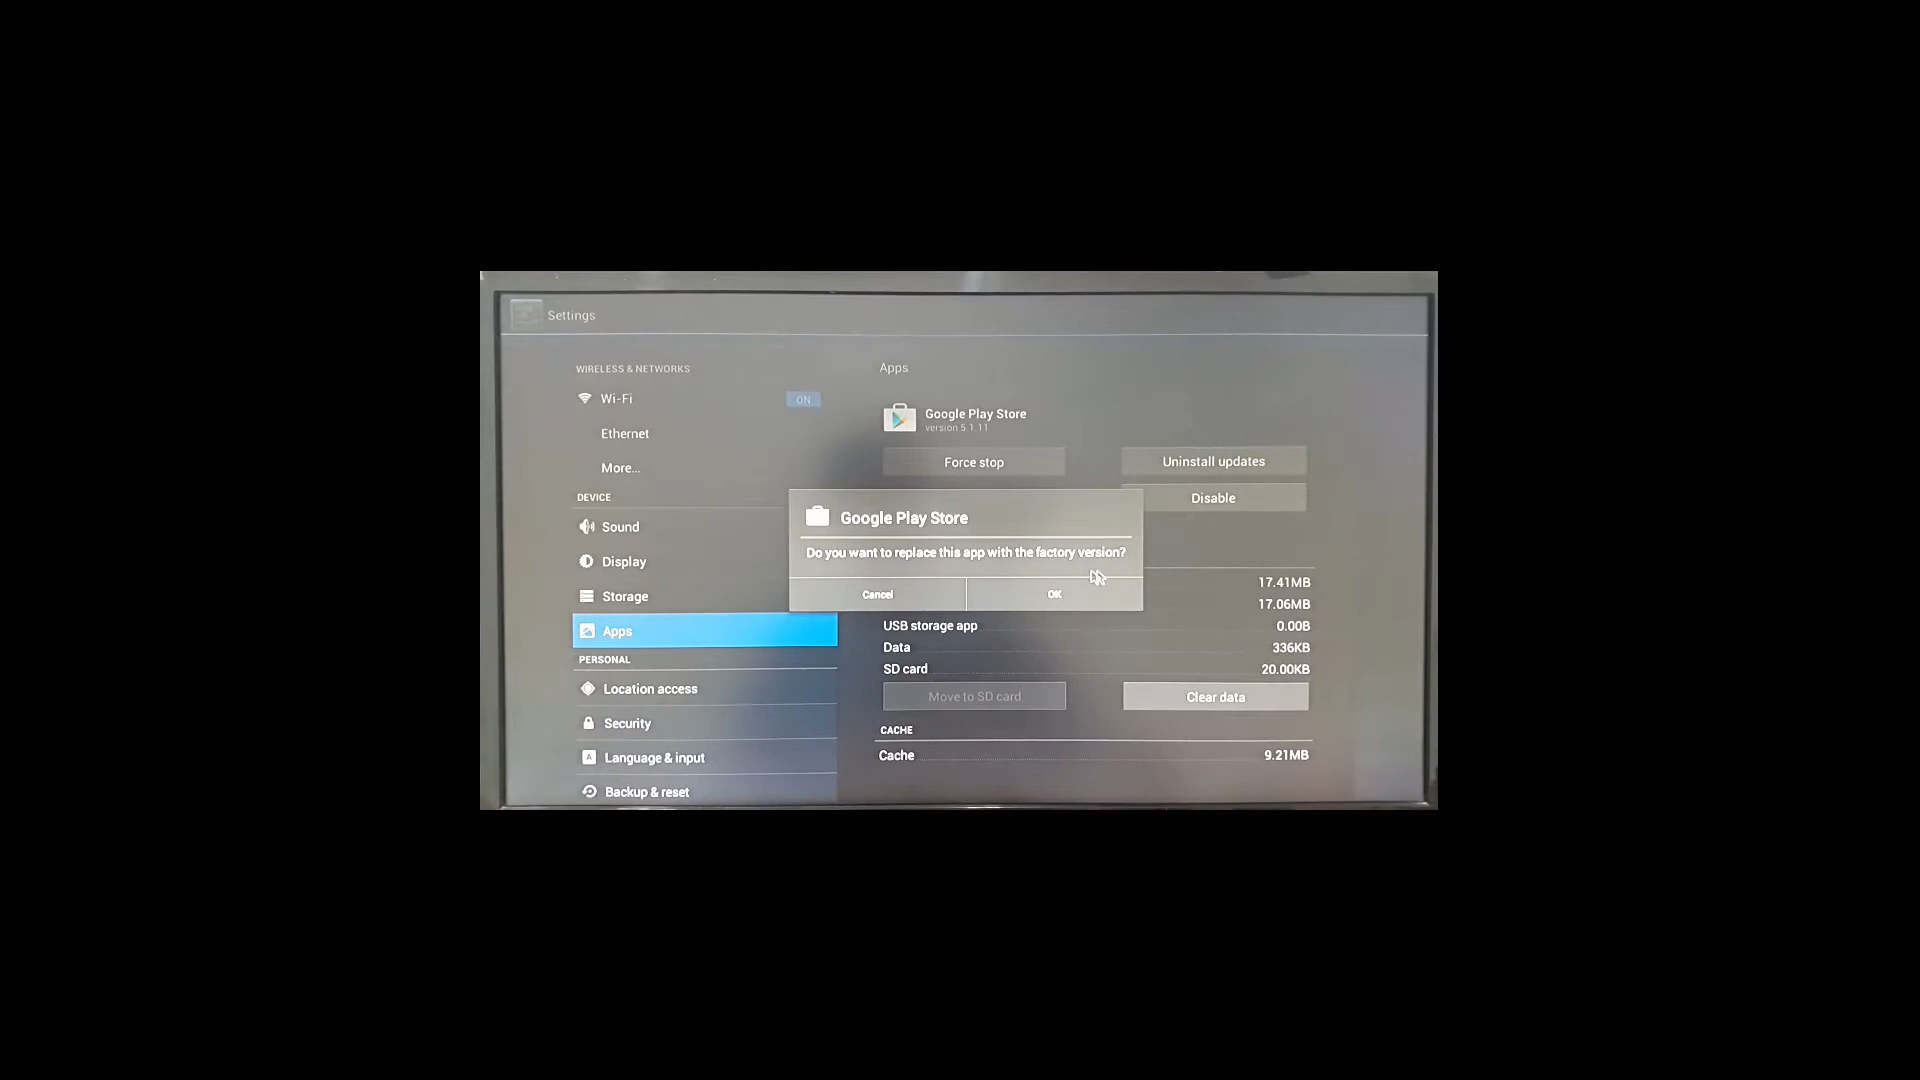 Settings
WIRELESS & NETWORKS
Wi-Fi
ON
Ethernet
More...
DEVICE
Sound
Display
Storage
Apps
PERSONAL
Location access
Security
Language & input
Backup & reset
Apps
Google Play Store
version 5.1.11
Force stop
Uninstall updates
Disable
Google Play Store
Do you want to replace this app with the factory version?
Cancel
OK
17.41MB
17.06MB
USB storage app 0.00B
Data 336KB
SD card 20.00KB
Move to SD card
Clear data
CACHE
Cache 9.21MB